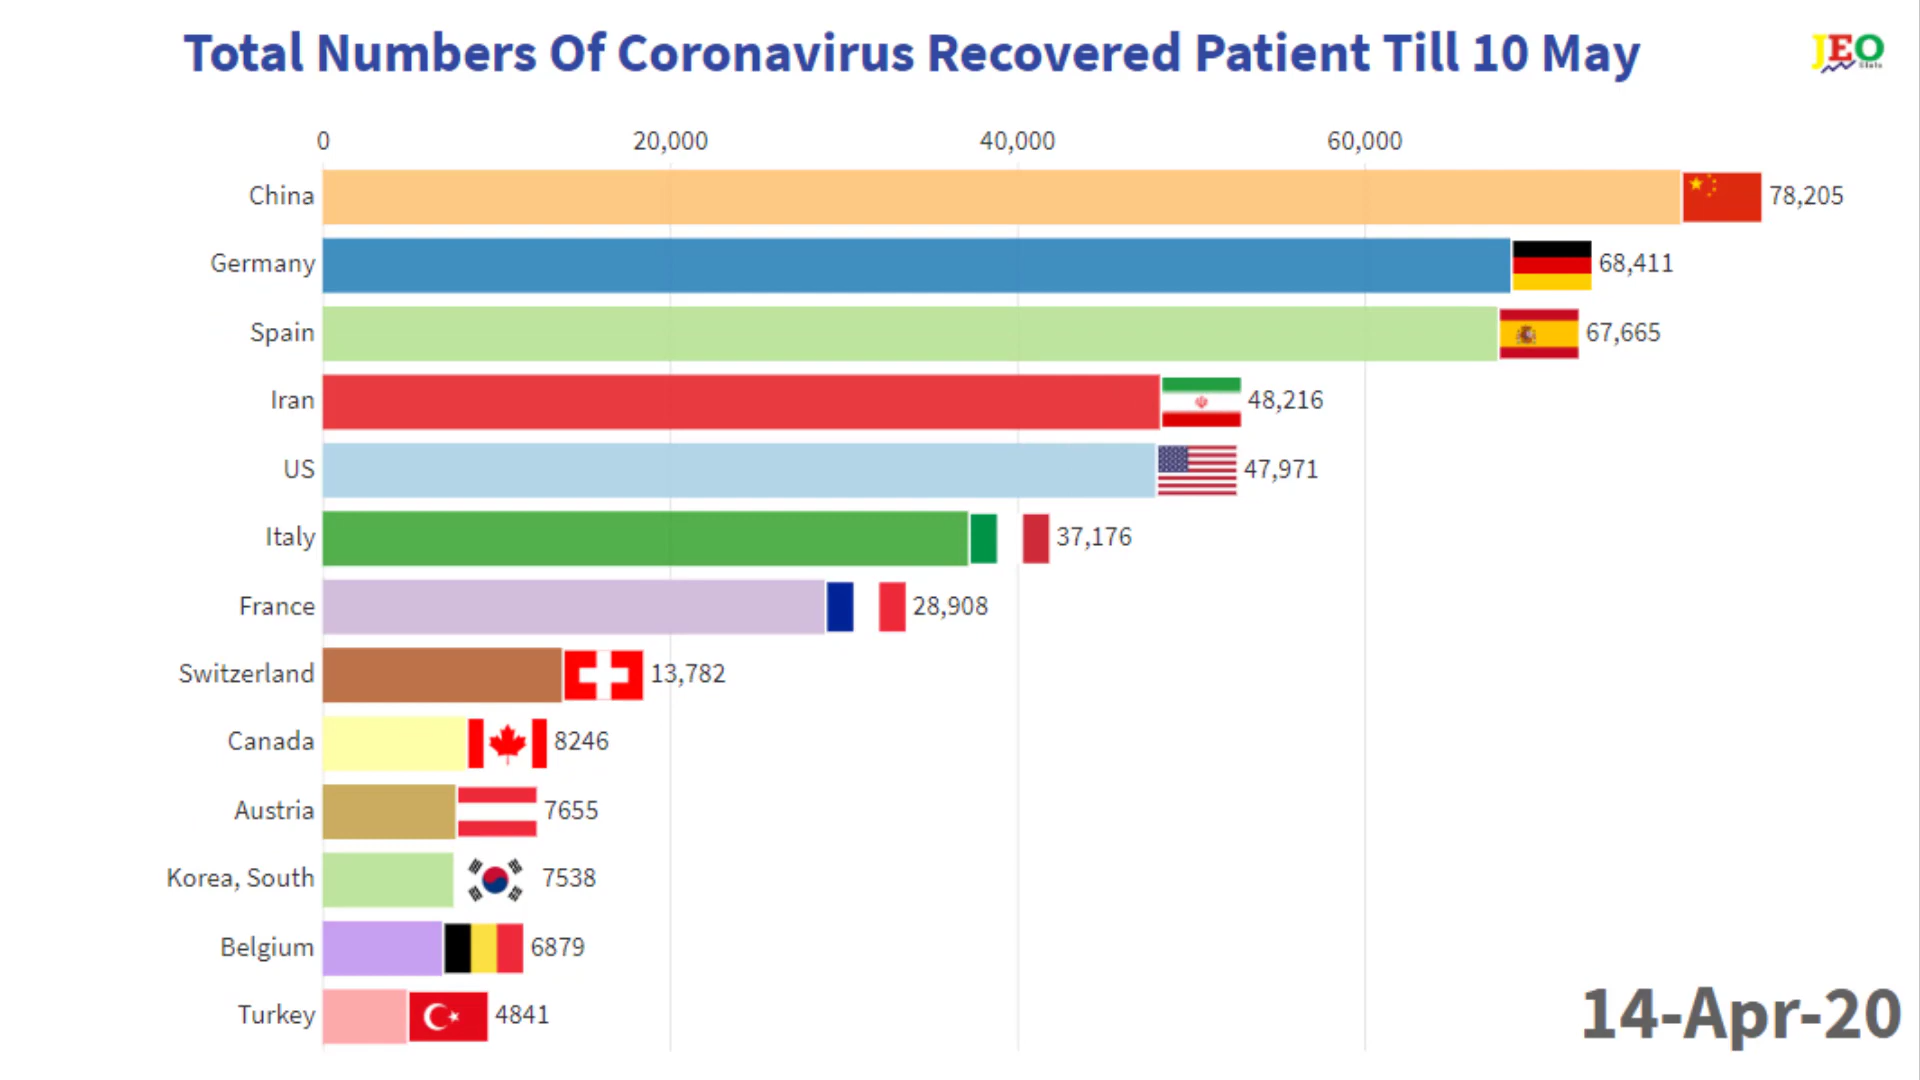 Total Numbers Of Coronavirus Recovered Patient Till 10 May
JEO
Stats
0 20,000 40,000 60,000
China 78,205
Germany 68,411
Spain 67,665
Iran 48,216
US 47,971
Italy 37,176
France 28,908
Switzerland 13,782
Canada 8246
Austria 7655
Korea, South 7538
Belgium 6879
Turkey 4841
14-Apr-20